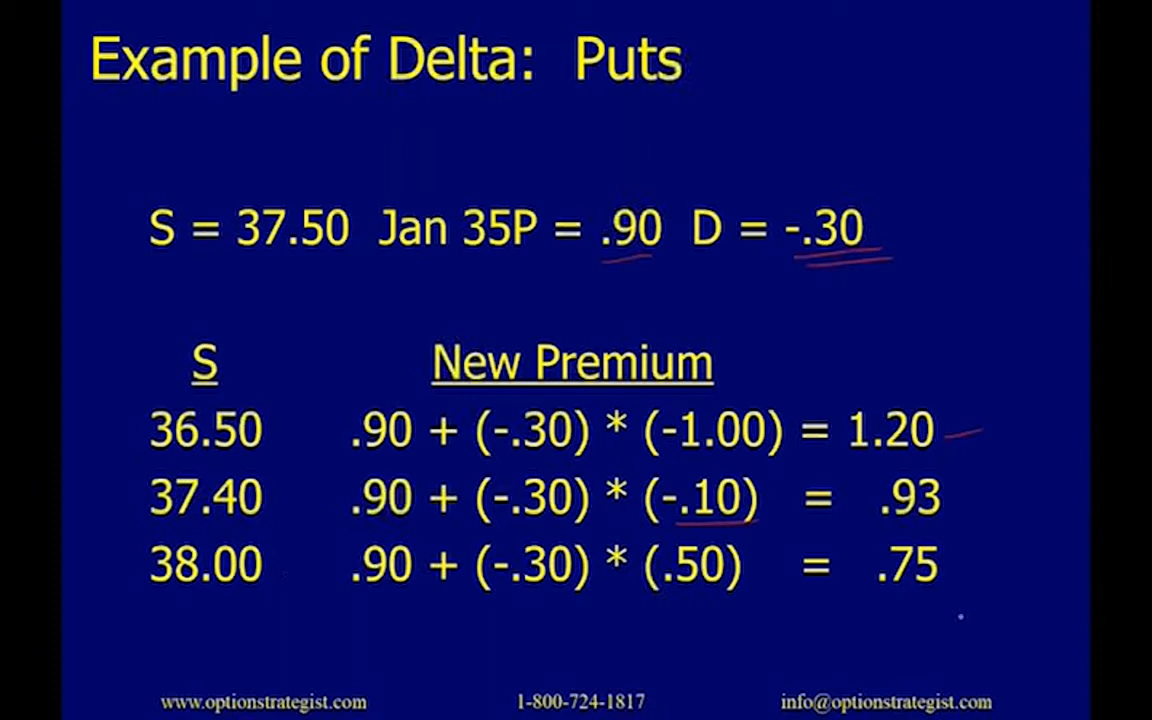 Example of Delta: Puts
S = 37.50 Jan 35P = .90 D = -.30
S New Premium
36.50 .90 + (-.30) * (-1.00) = 1.20
37.40 .90 + (-.30) * (-.10) = .93
38.00 .90 + (-.30) * (.50) = .75
www.optionstrategist.com 1-800-724-1817 info@optionstrategist.com